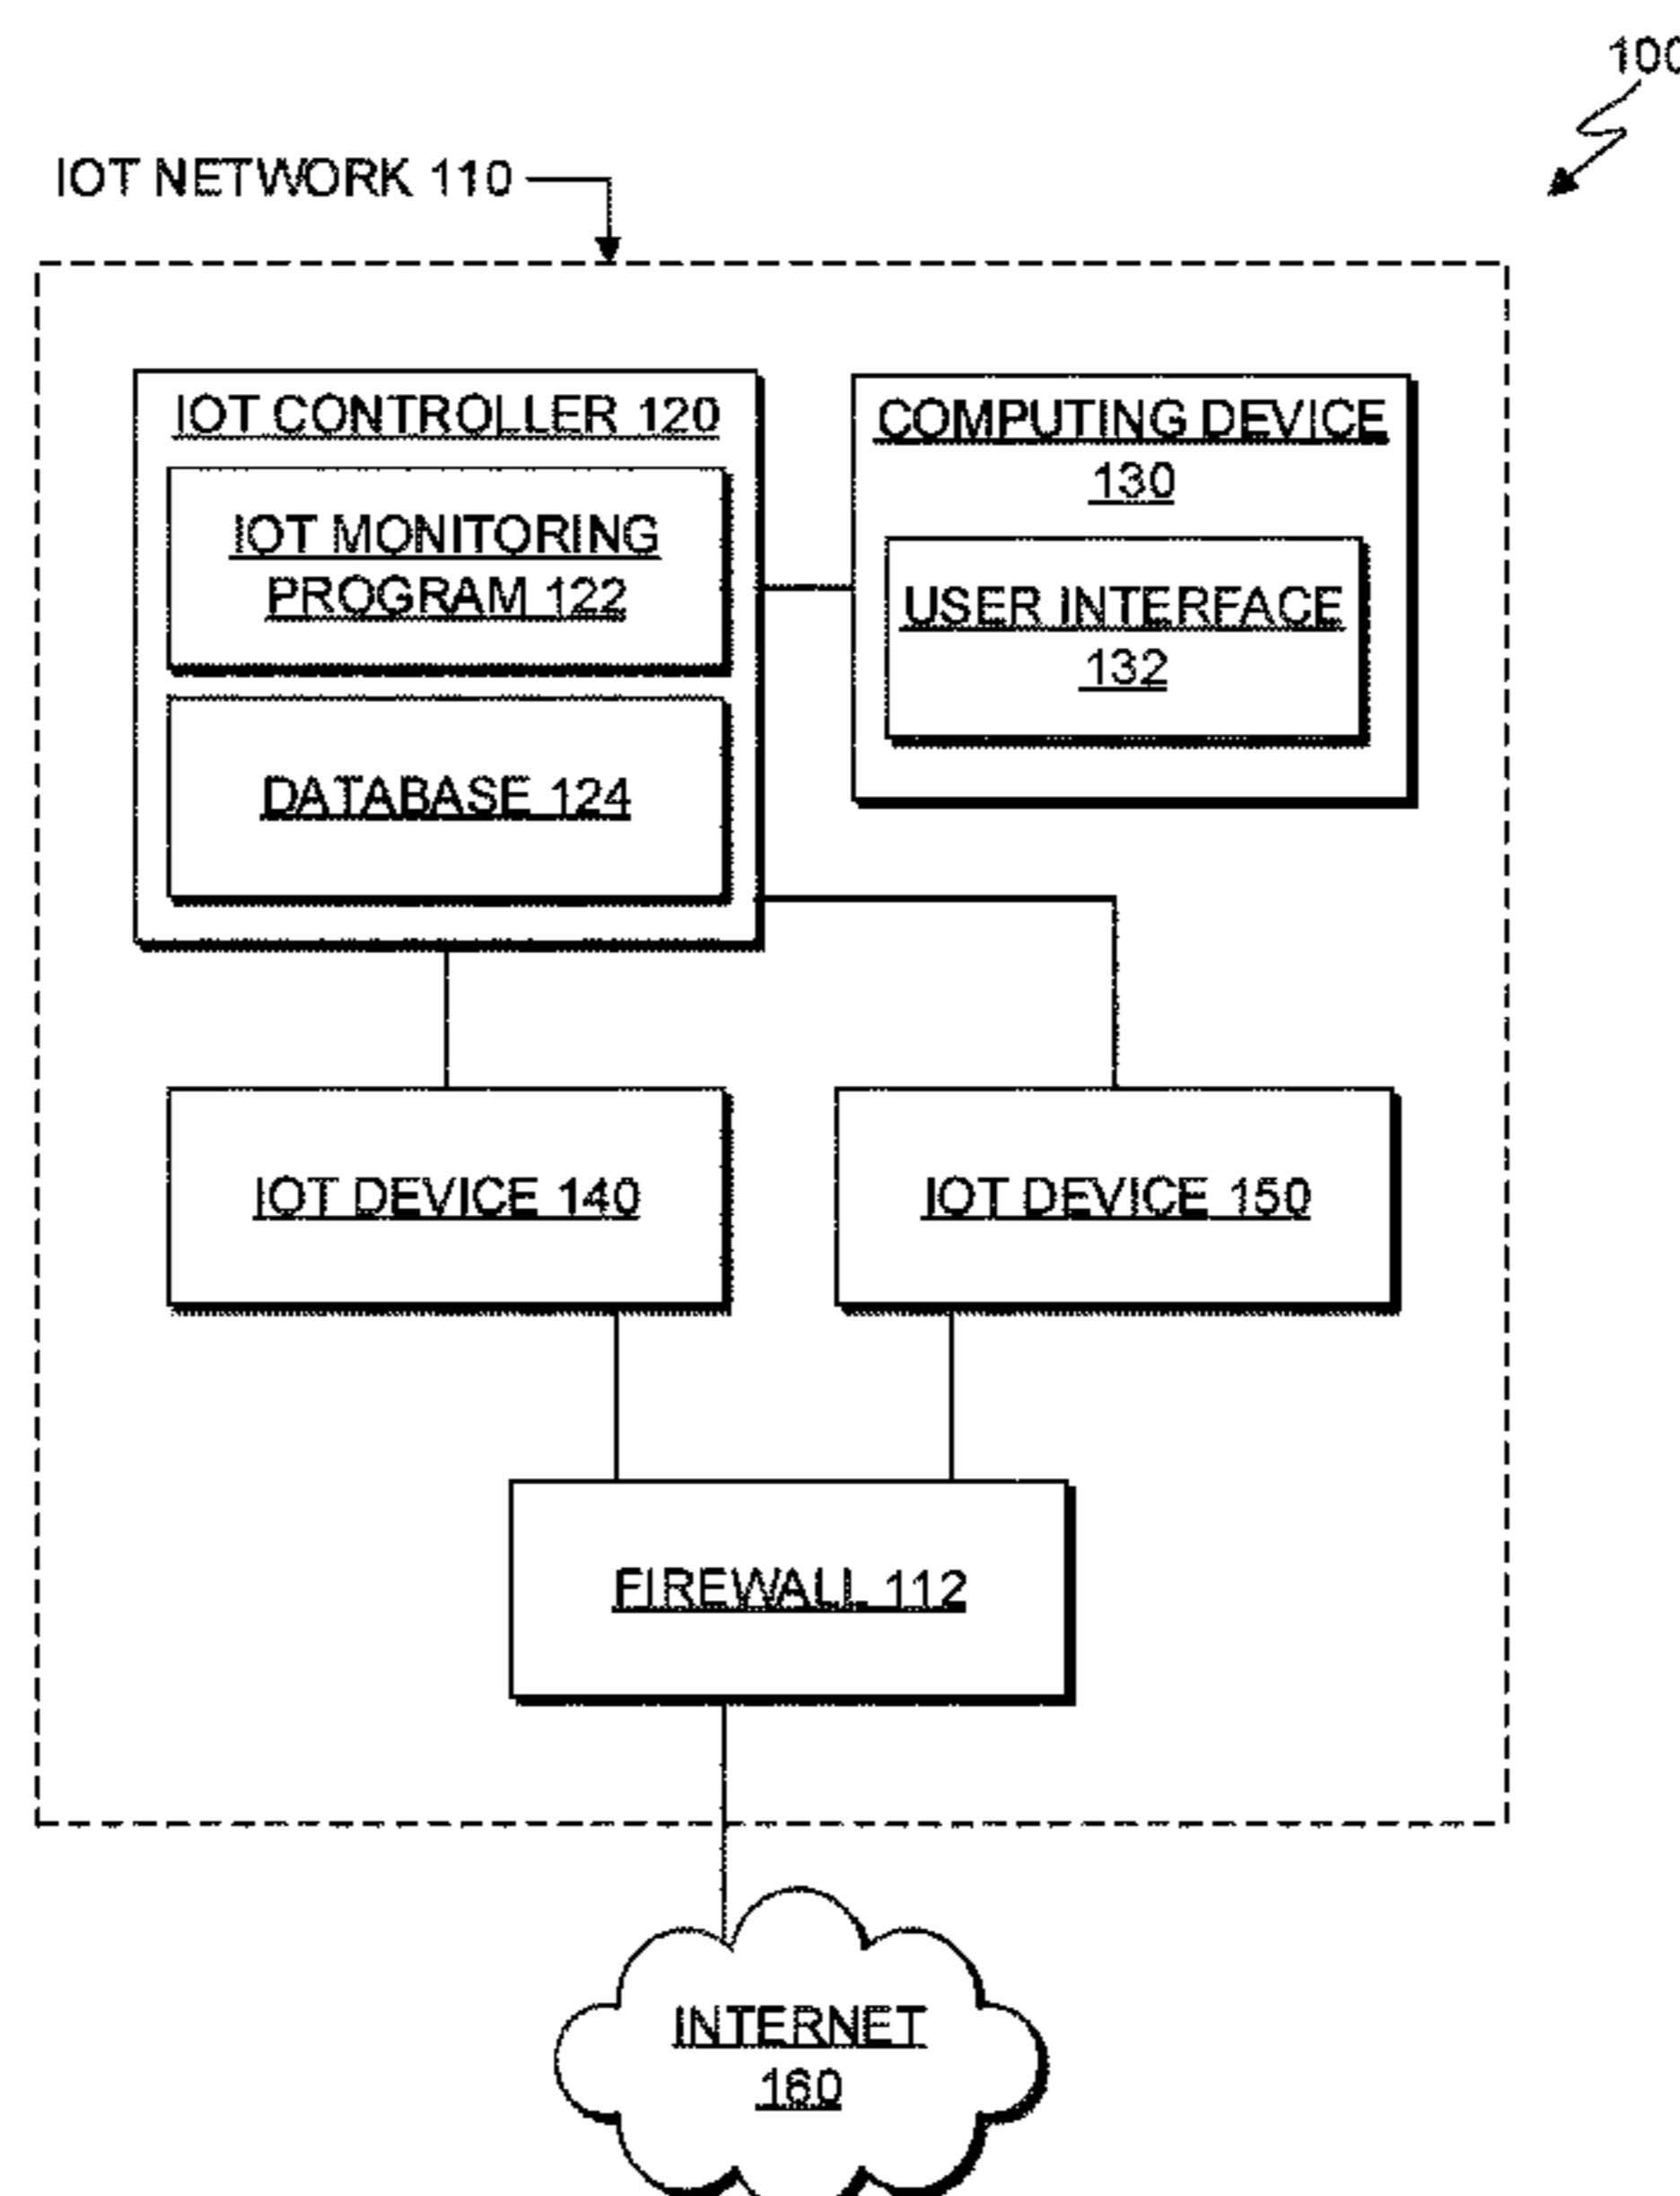 100
IOT NETWORK 110
IOT CONTROLLER 120
IOT MONITORING
PROGRAM 122
DATABASE 124
COMPUTING DEVICE
130
USER INTERFACE
132
IOT DEVICE 140
IOT DEVICE 150
FIREWALL 112
INTERNET
160